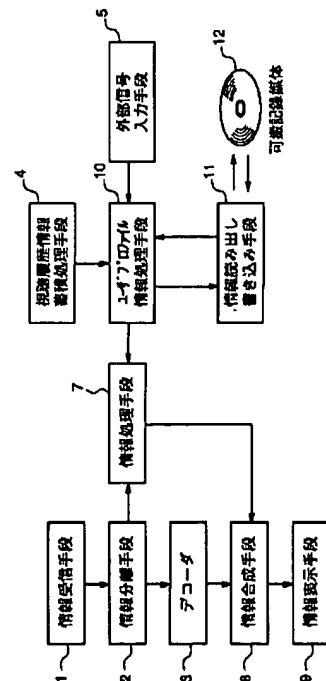 1
情報受信手段
2
情報分離手段
3
デコーダ
8
情報合成手段
9
情報表示手段
7
情報処理手段
4
視聴履歴情報
蓄積処理手段
10
ユーザプロファイル
情報処理手段
5
外部信号
入力手段
11
情報読み出し
書き込み手段
12
可搬記録媒体